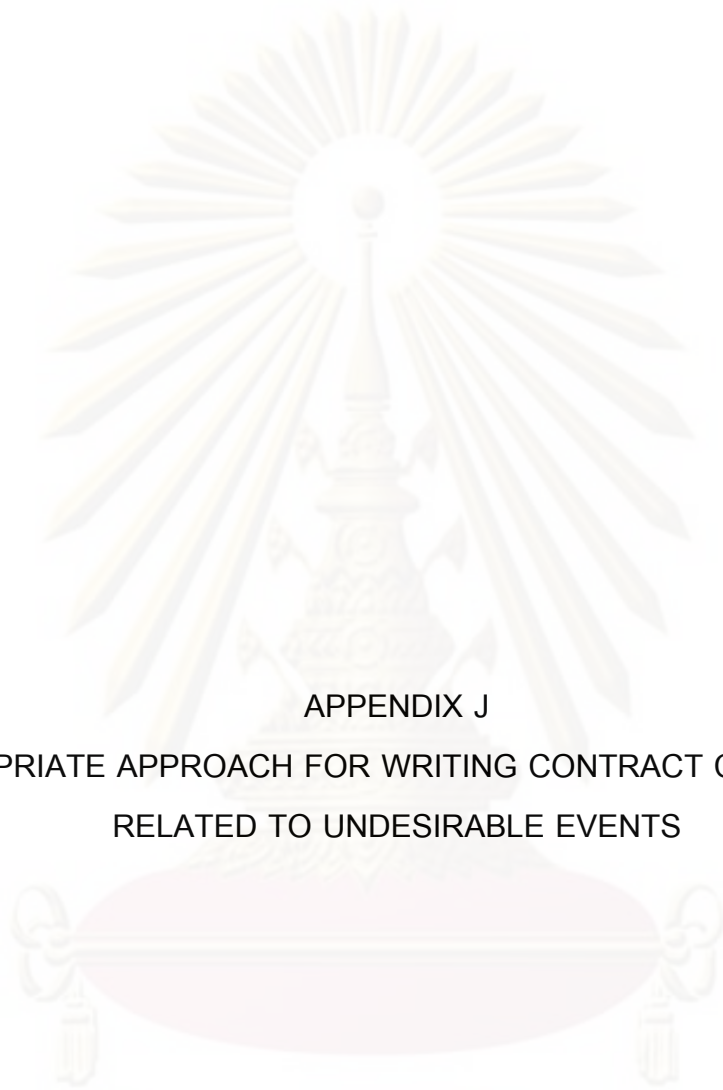 APPENDIX J
PRIATE APPROACH FOR WRITING CONTRACT
RELATED TO UNDESIRABLE EVENTS